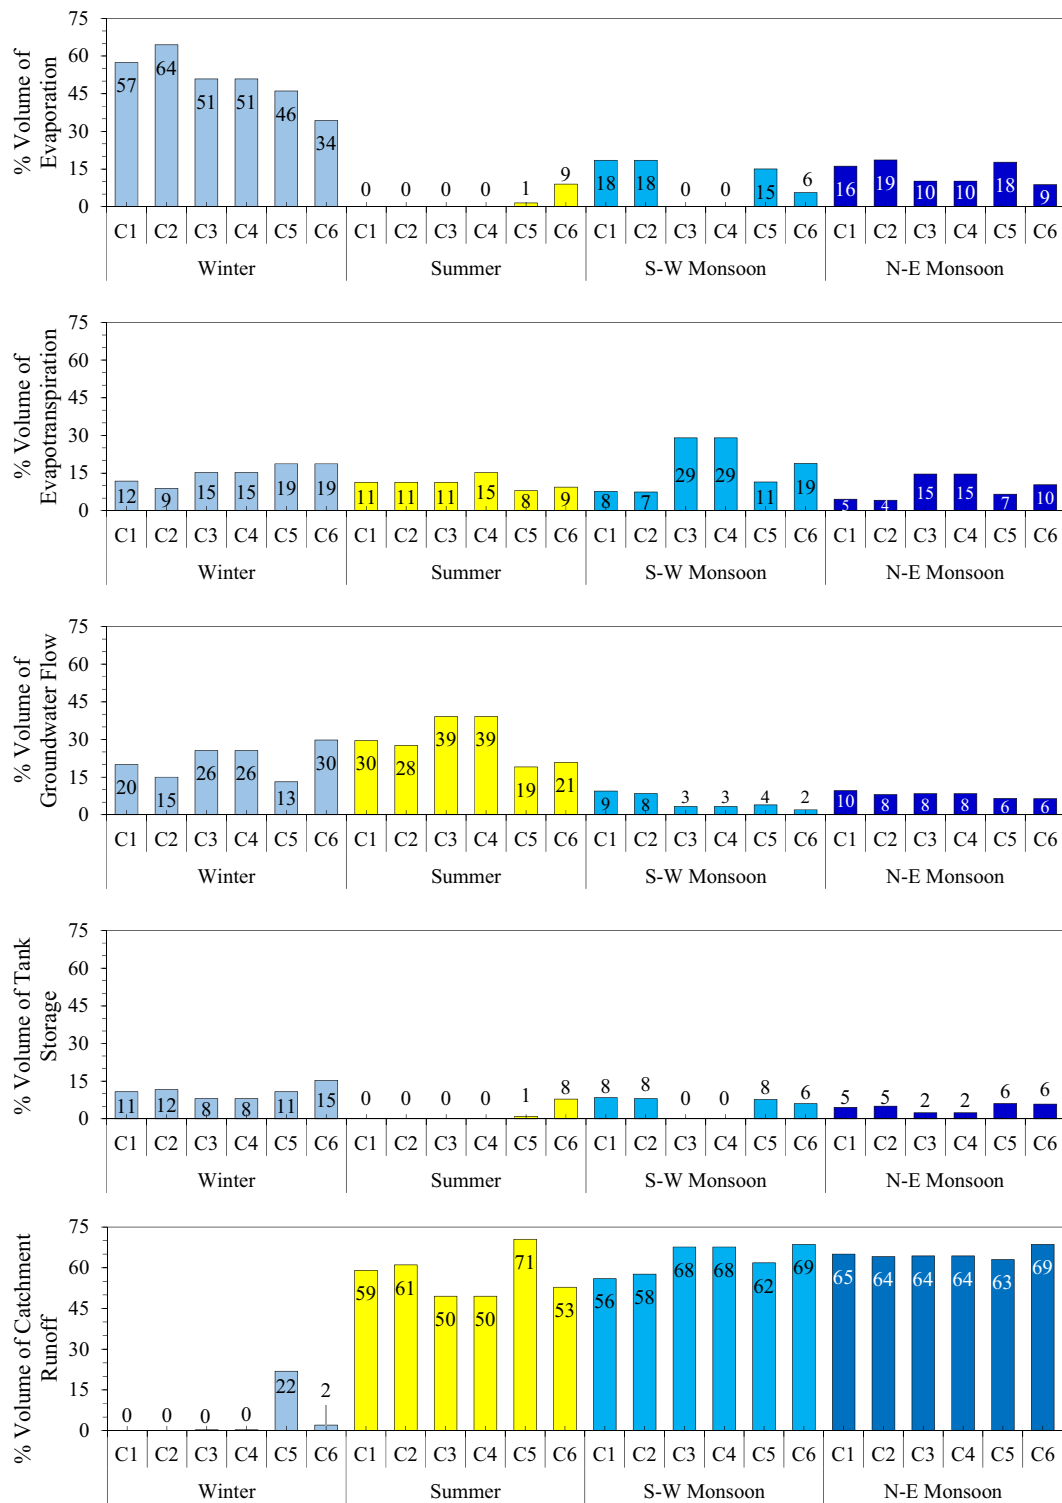 % Volume of
Evaporation
75
60
45
30
15
0
57 64 51 51 46 34 0 0 0 0 1 9 18 18 0 0 15 6 16 19 10 10 18 9
C1 C2 C3 C4 C5 C6 C1 C2 C3 C4 C5 C6 C1 C2 C3 C4 C5 C6 C1 C2 C3 C4 C5 C6
Winter Summer S-W Monsoon N-E Monsoon
% Volume of
Evapotranspiration
75
60
45
30
15
0
12 9 15 15 19 19 11 11 11 15 8 9 8 7 29 29 11 19 5 4 15 15 7 10
C1 C2 C3 C4 C5 C6 C1 C2 C3 C4 C5 C6 C1 C2 C3 C4 C5 C6 C1 C2 C3 C4 C5 C6
Winter Summer S-W Monsoon N-E Monsoon
% Volume of
Groundwater Flow
75
60
45
30
15
0
20 15 26 26 13 30 30 28 39 39 19 21 9 8 3 3 4 2 10 8 8 8 6 6
C1 C2 C3 C4 C5 C6 C1 C2 C3 C4 C5 C6 C1 C2 C3 C4 C5 C6 C1 C2 C3 C4 C5 C6
Winter Summer S-W Monsoon N-E Monsoon
% Volume of Tank
Storage
75
60
45
30
15
0
11 12 8 8 11 15 0 0 0 0 1 8 8 8 0 0 8 6 5 5 2 2 6 6
C1 C2 C3 C4 C5 C6 C1 C2 C3 C4 C5 C6 C1 C2 C3 C4 C5 C6 C1 C2 C3 C4 C5 C6
Winter Summer S-W Monsoon N-E Monsoon
% Volume of Catchment
Runoff
75
60
45
30
15
0
0 0 0 0 22 2 59 61 50 50 71 53 56 58 68 68 62 69 65 64 64 64 63 69
C1 C2 C3 C4 C5 C6 C1 C2 C3 C4 C5 C6 C1 C2 C3 C4 C5 C6 C1 C2 C3 C4 C5 C6
Winter Summer S-W Monsoon N-E Monsoon